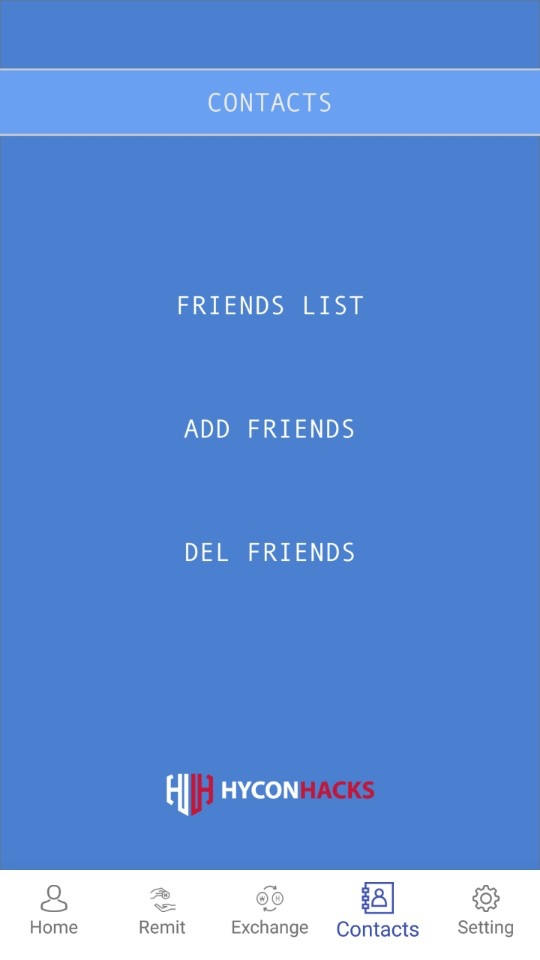 CONTACTS
FRIENDS LIST
ADD FRIENDS
DEL FRIENDS
HYCONHACKS
Home Remit Exchange Contacts Setting